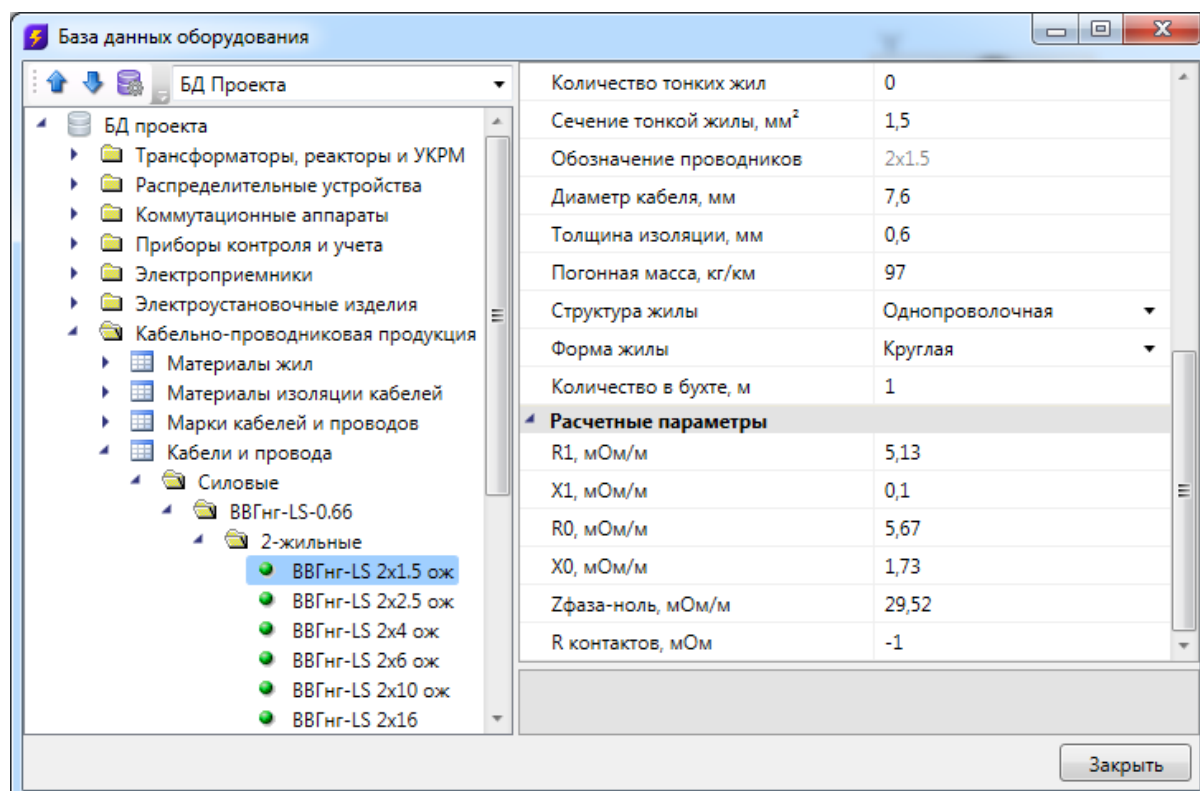 База данных оборудования
БД Проекта
БД проекта
Трансформаторы, реакторы и УКРМ
Распределительные устройства
Коммутационные аппараты
Приборы контроля и учета
Электроприемники
Электроустановочные изделия
Кабельно-проводниковая продукция
Материалы жил
Материалы изоляции кабелей
Марки кабелей и проводов
Кабели и провода
Силовые
ВВГнг-LS-0.66
2-жильные
ВВГнг-LS 2x1.5 ож
ВВГнг-LS 2x2.5 ож
ВВГнг-LS 2x4 ож
ВВГнг-LS 2x6 ож
ВВГнг-LS 2x10 ож
ВВГнг-LS 2x16
Количество тонких жил 0
Сечение тонкой жилы, мм² 1,5
Обозначение проводников 2x1.5
Диаметр кабеля, мм 7,6
Толщина изоляции, мм 0,6
Погонная масса, кг/км 97
Структура жилы Однопроволочная
Форма жилы Круглая
Количество в бухте, м 1
Расчетные параметры
R1, мОм/м 5,13
X1, мОм/м 0,1
R0, мОм/м 5,67
X0, мОм/м 1,73
Zфаза-ноль, мОм/м 29,52
R контактов, мОм -1
Закрыть